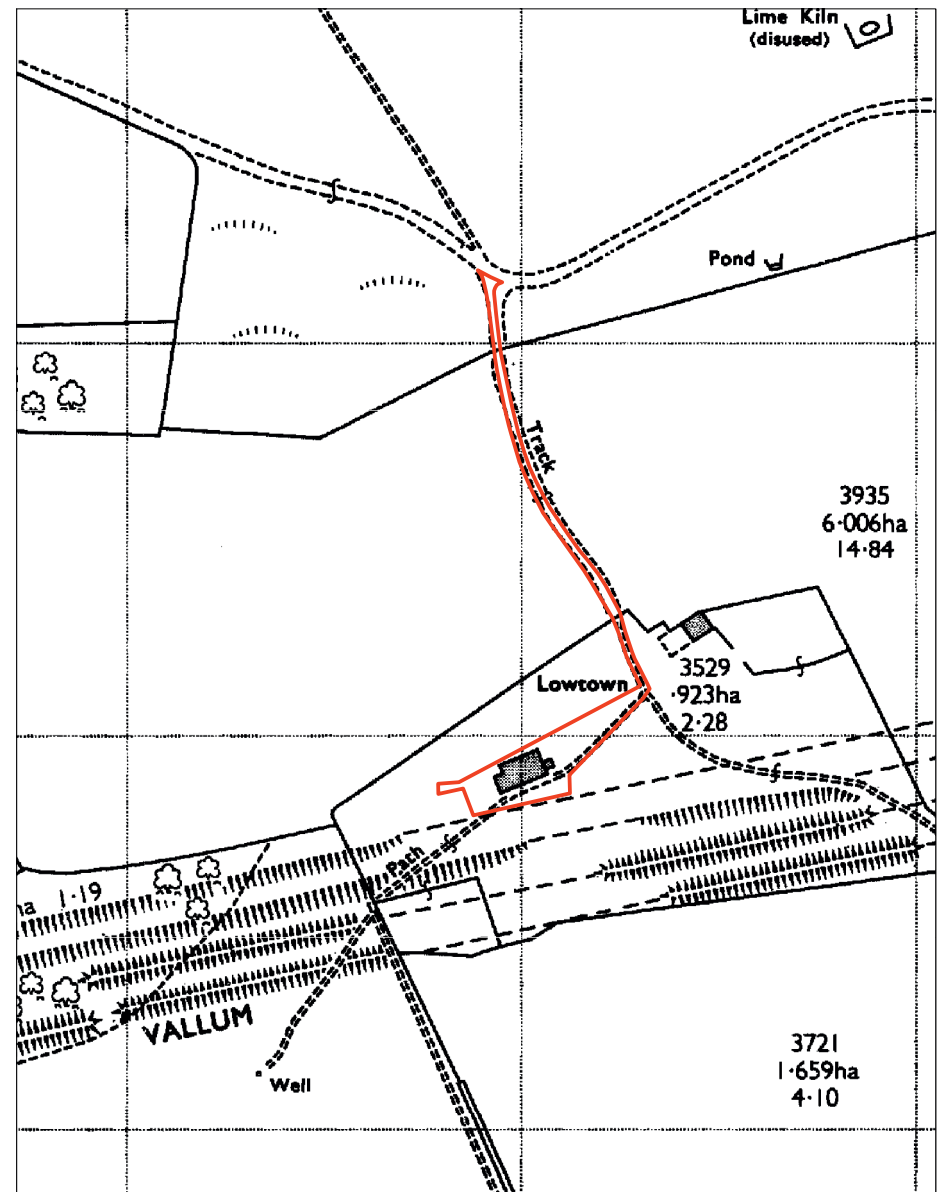 Lime Kiln
(disused)
Pond
Track
3935
6·006ha
14·84
Lowtown
3529
·923ha
2·28
Path
ha 1·19
VALLUM
Well
3721
1·659ha
4·10